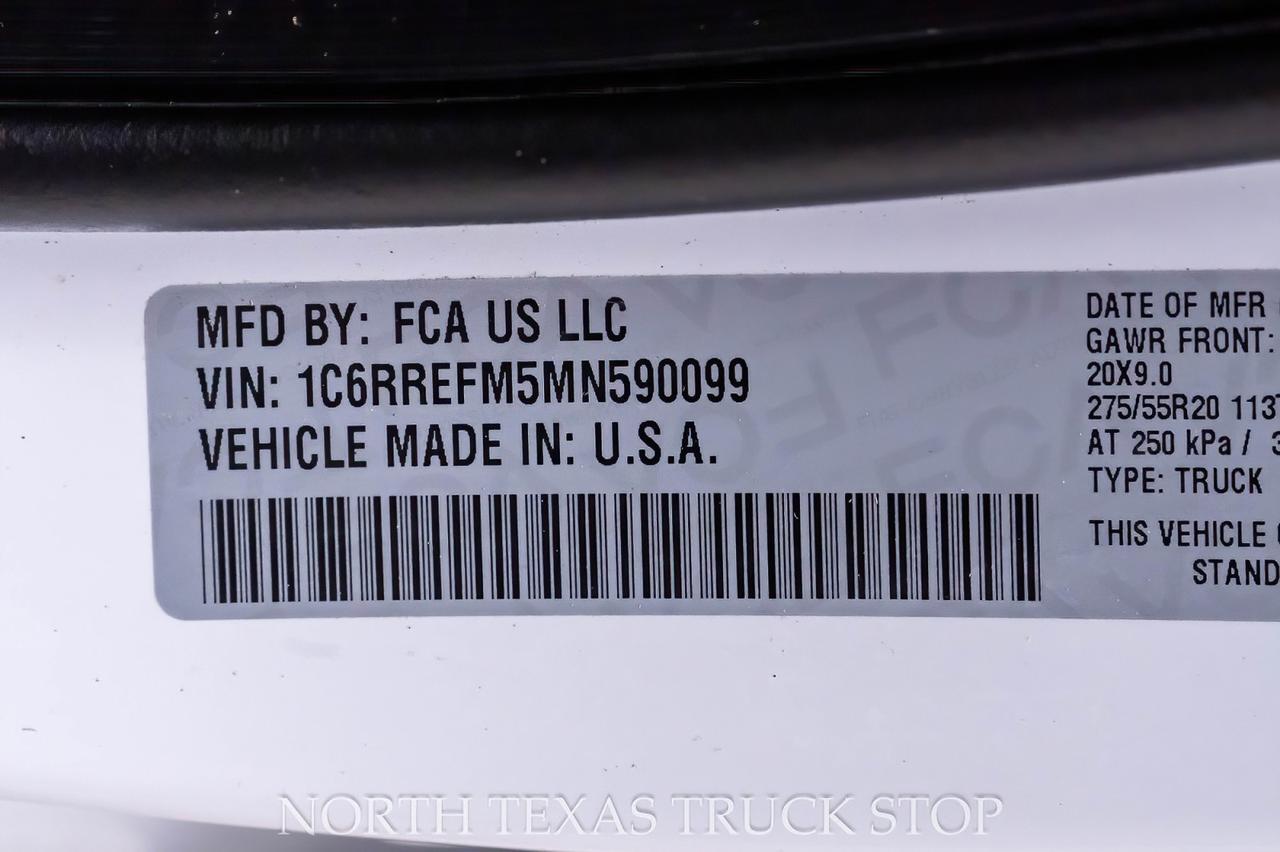 MFD BY: FCA US LLC
VIN: 1C6RREFM5MN590099
VEHICLE MADE IN: U.S.A.
DATE OF MFR
GAWR FRONT:
20X9.0
275/55R20 113T
AT 250 kPa /
TYPE: TRUCK
THIS VEHICLE
STAND
NORTH TEXAS TRUCK STOP